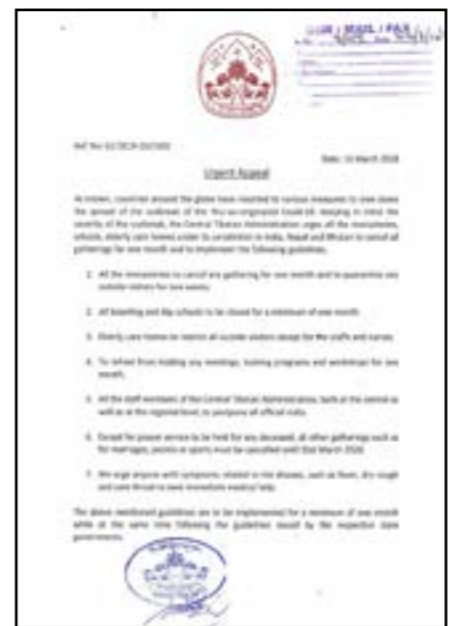 Urgent Appeal
As known, countries around the globe have resorted to various measures to slow down
the spread of the outbreak of the Covid-19. Keeping in mind the
severity of the outbreak, the Central Tibetan Administration urges all the monasteries,
schools, elderly care homes under its jurisdiction in India, Nepal and Bhutan to cancel all
gatherings for one month and to implement the following guidelines.
1. All the monasteries to cancel any gathering for one month and to quarantine any
outside visitors for two weeks.
2. All boarding and day schools to be closed for a minimum of one month.
3. Elderly care homes to restrict all outside visitors except for the staffs and nurses.
4. To refrain from holding any meetings, training programs and workshops for one
month.
5. All the staff members of the Central Tibetan Administration, both at the central as
well as at the regional level, to postpone all official visits.
6. Except for prayer service to be held for any deceased, all other gatherings such as
for marriages, picnics or sports must be cancelled until
7. We urge anyone with symptoms related to the disease, such as fever, dry cough
and sore throat to seek immediate medical help.
The above mentioned guidelines are to be implemented for a minimum of one month
while at the same time following the guidelines issued by the respective state
governments.